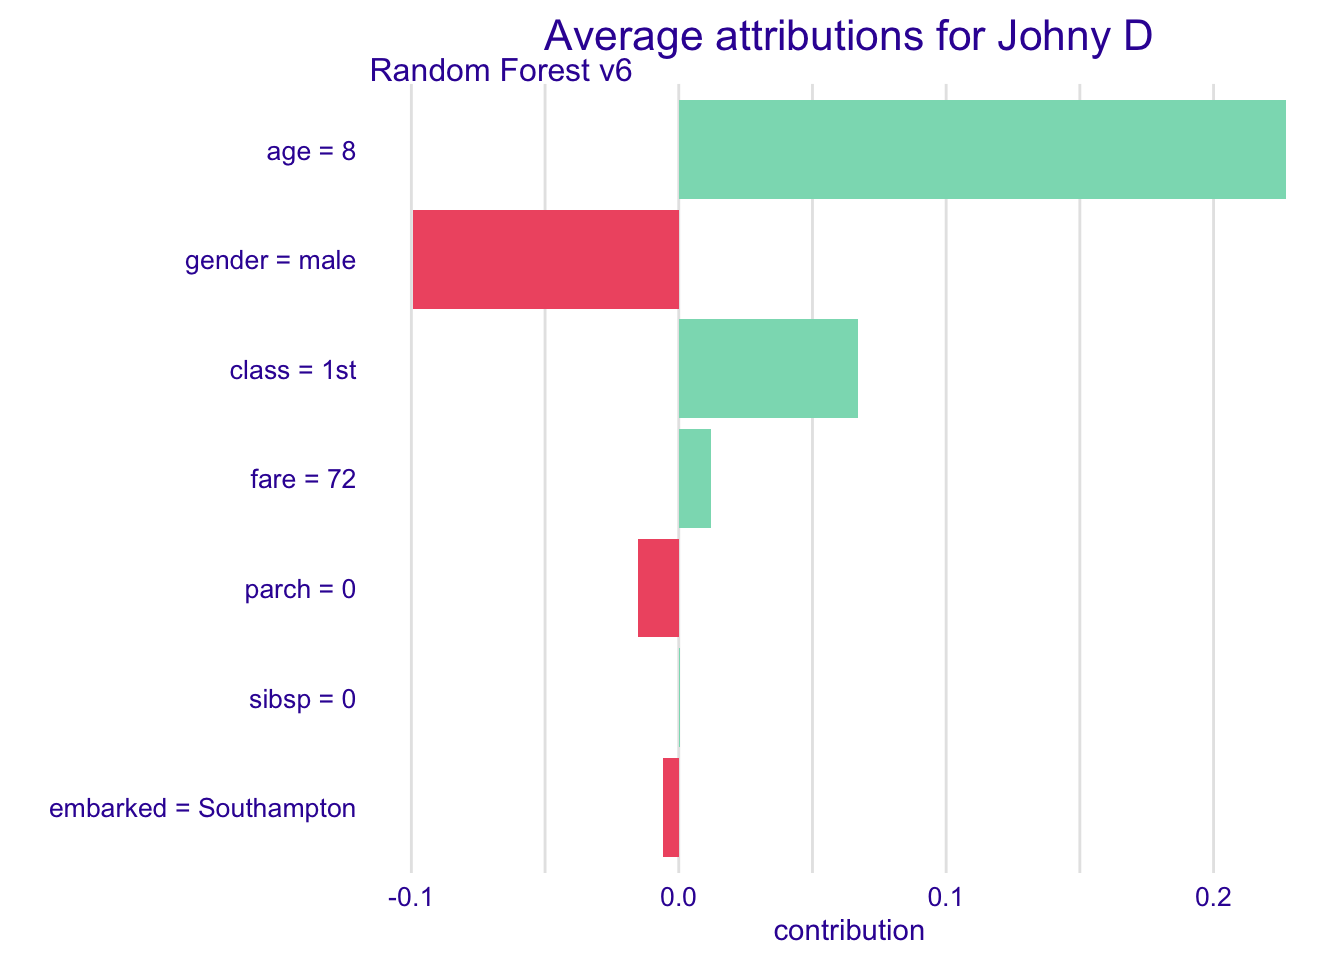 Average attributions for Johny D
Random Forest v6
age = 8
gender = male
class = 1st
fare = 72
parch = 0
sibsp = 0
embarked = Southampton
-0.1 0.0 0.1 0.2
contribution